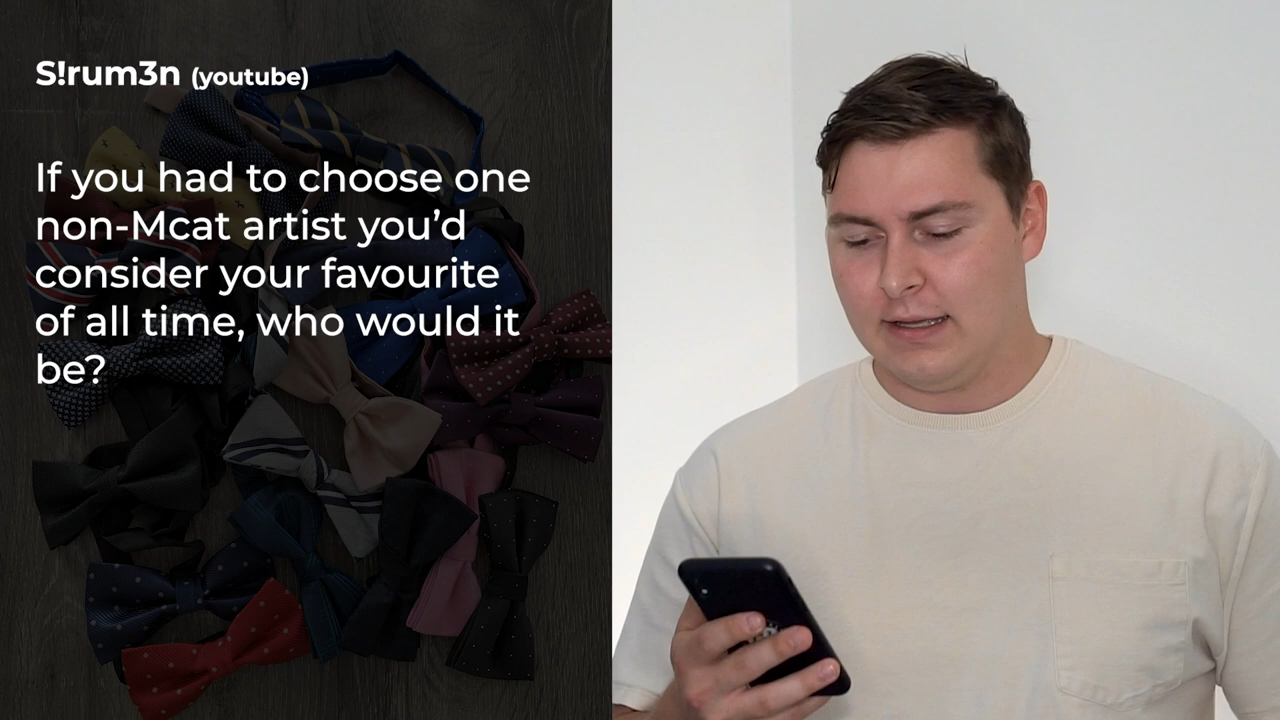 S!rum3n (youtube)
If you had to choose one
non-Mcat artist you’d
consider your favourite
of all time, who would it
be?